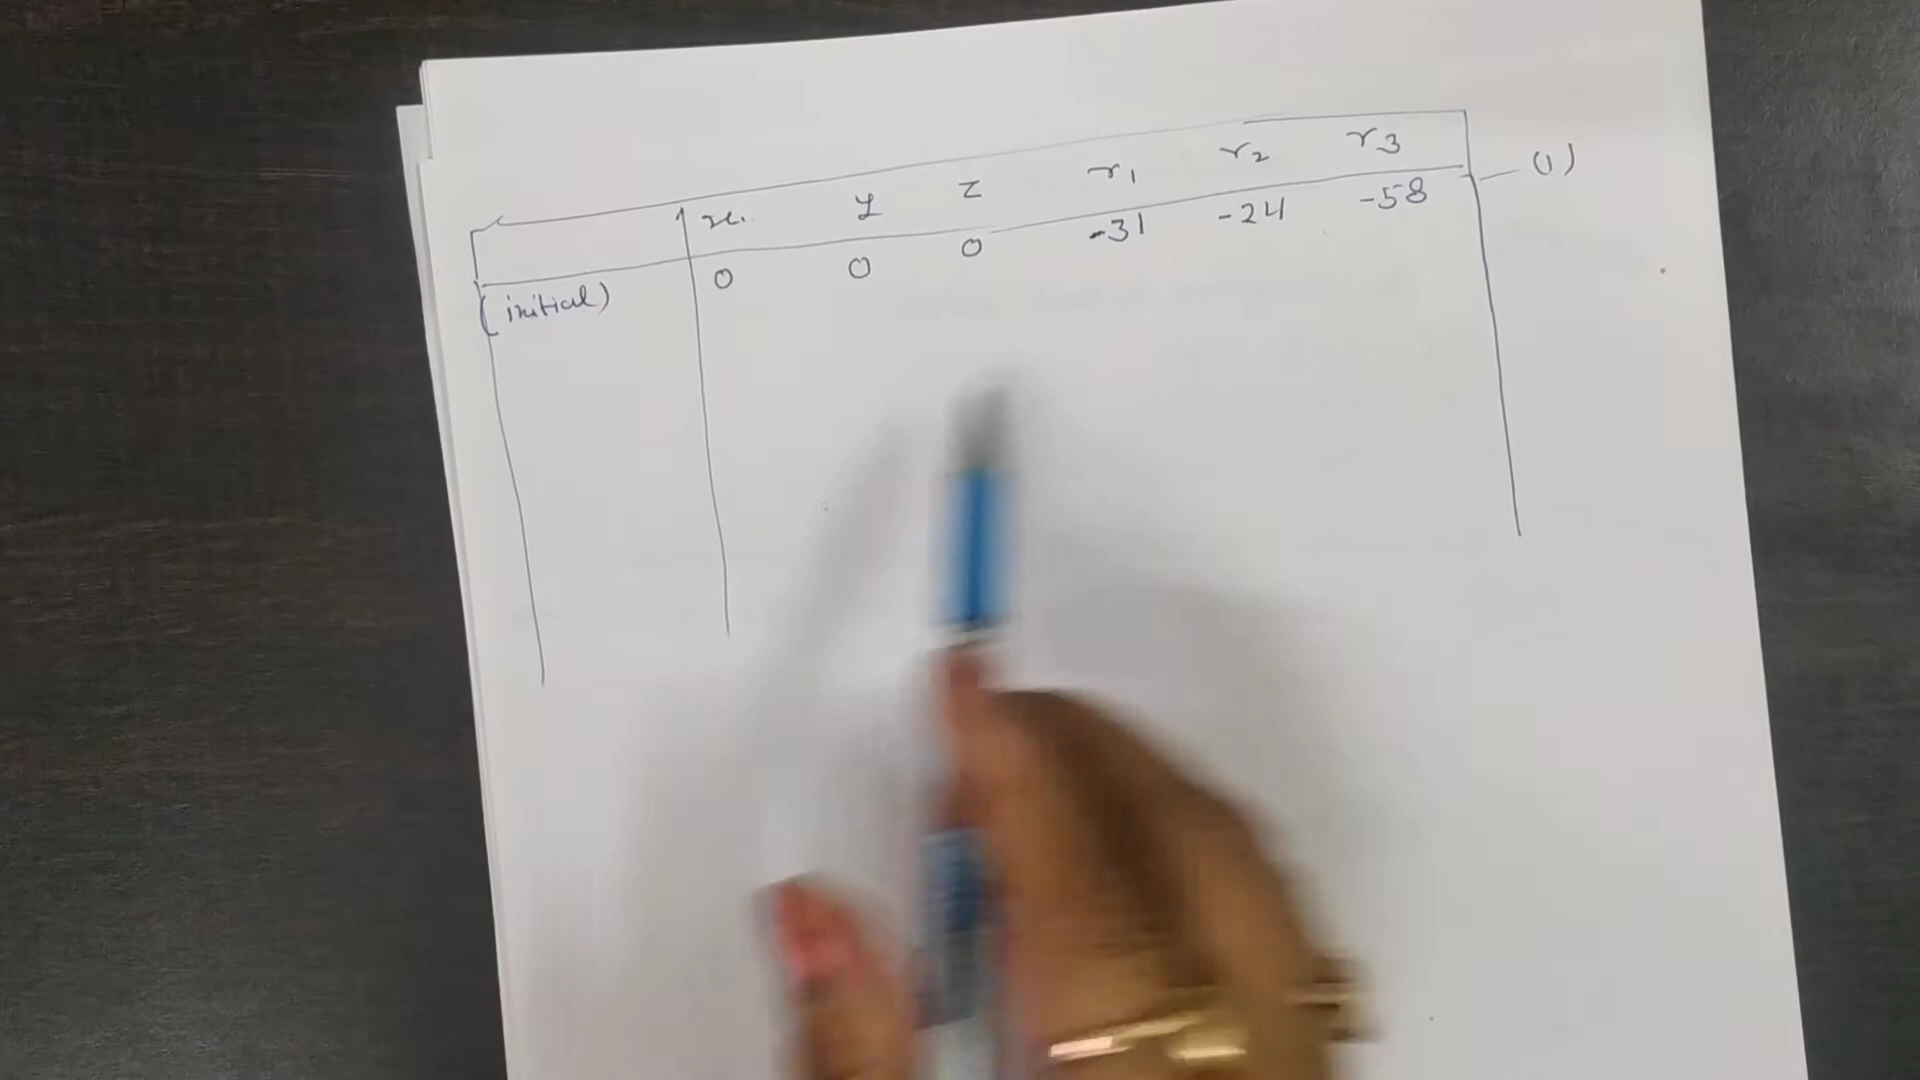 x y z r1 r2 r3
(initial) 0 0 0 -31 -24 -58 — (1)